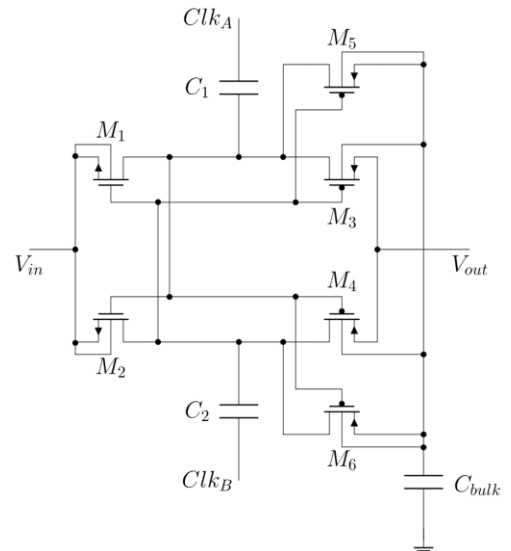 Clk_A
M_5
C_1
M_1
M_3
V_in
V_out
M_4
M_2
C_2
M_6
Clk_B
C_bulk